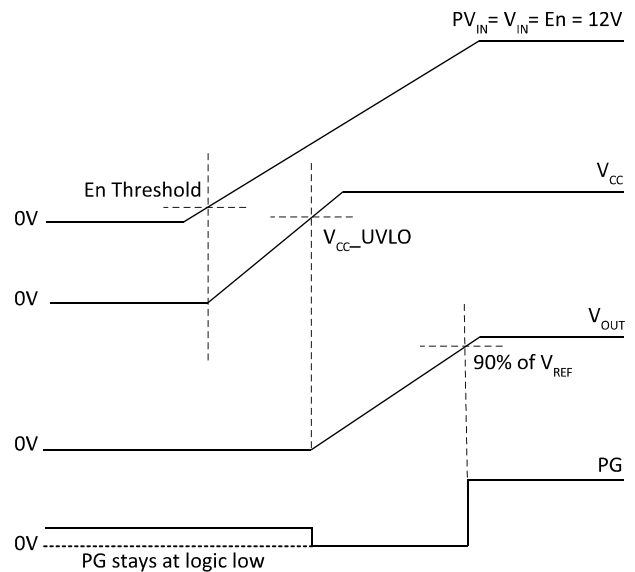 PV_IN = V_IN = En = 12V
En Threshold
V_CC
0V
V_CC_UVLO
0V
V_OUT
90% of V_REF
0V
PG
0V
PG stays at logic low